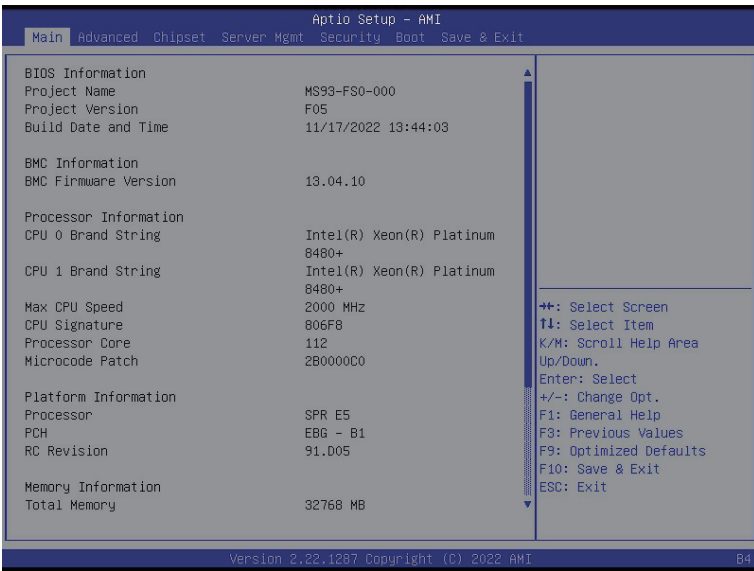 Aptio Setup – AMI
Main Advanced Chipset Server Mgmt Security Boot Save & Exit
BIOS Information
Project Name MS93-FS0-000
Project Version F05
Build Date and Time 11/17/2022 13:44:03
BMC Information
BMC Firmware Version 13.04.10
Processor Information
CPU 0 Brand String Intel(R) Xeon(R) Platinum
8480+
CPU 1 Brand String Intel(R) Xeon(R) Platinum
8480+
Max CPU Speed 2000 MHz
CPU Signature 806F8
Processor Core 112
Microcode Patch 2B0000C0
Platform Information
Processor SPR E5
PCH EBG - B1
RC Revision 91.D05
Memory Information
Total Memory 32768 MB
→←: Select Screen
↑↓: Select Item
K/M: Scroll Help Area
Up/Down.
Enter: Select
+/-: Change Opt.
F1: General Help
F3: Previous Values
F9: Optimized Defaults
F10: Save & Exit
ESC: Exit
Version 2.22.1287 Copyright (C) 2022 AMI
B4